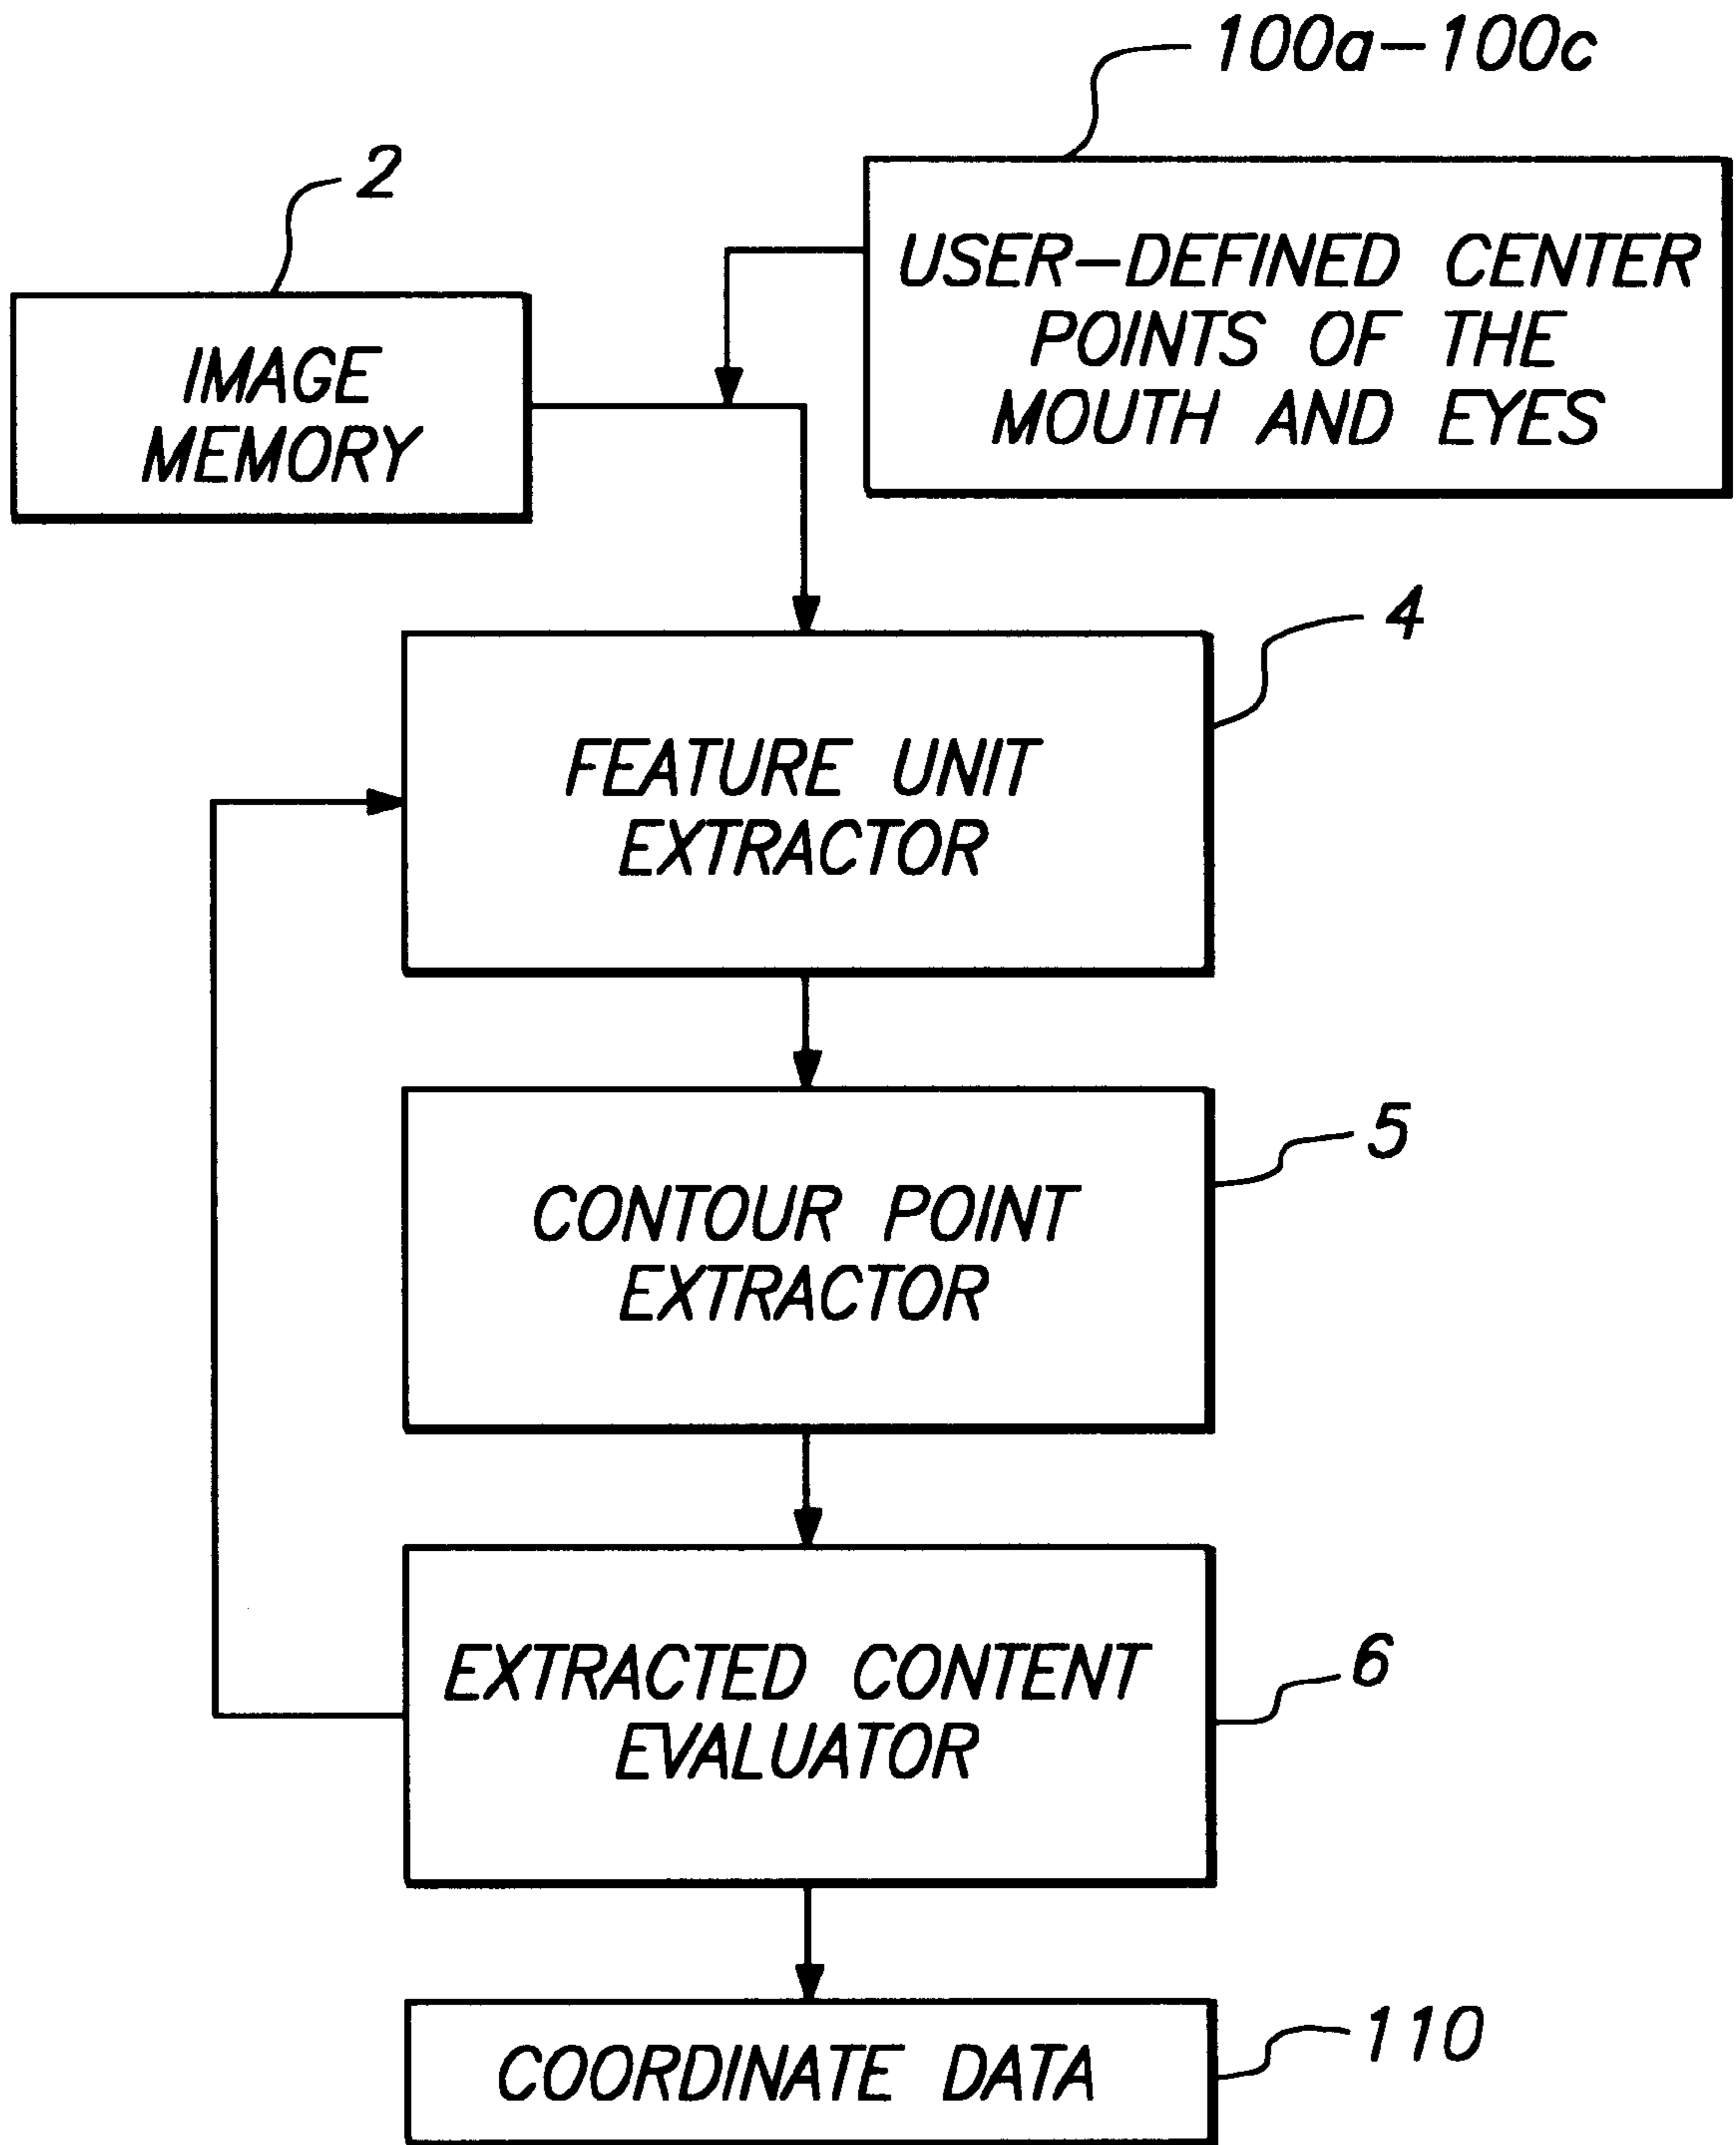 100a-100c
2
USER-DEFINED CENTER
POINTS OF THE
MOUTH AND EYES
IMAGE
MEMORY
4
FEATURE UNIT
EXTRACTOR
5
CONTOUR POINT
EXTRACTOR
6
EXTRACTED CONTENT
EVALUATOR
110
COORDINATE DATA